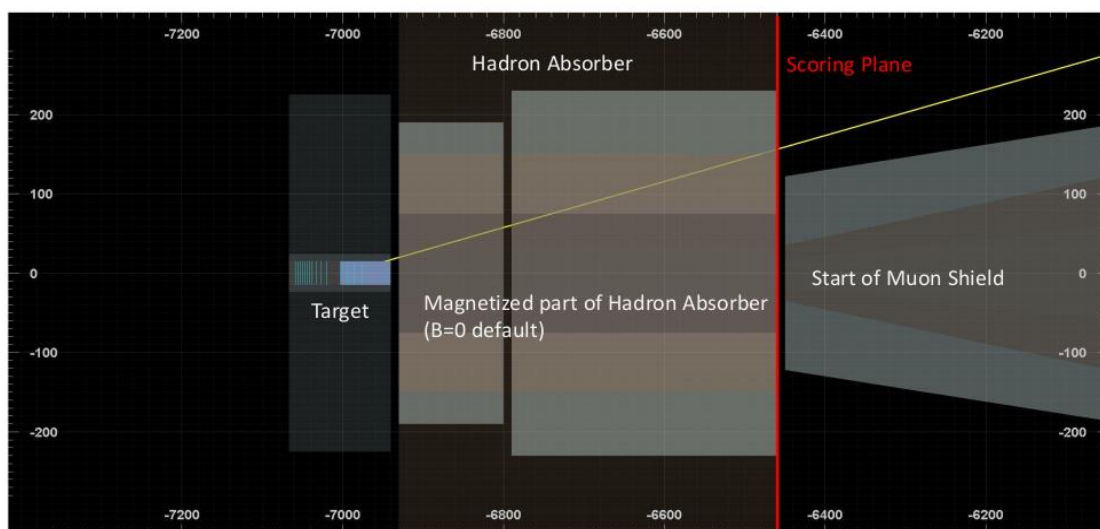 -7200 -7000 -6800 -6600 -6400 -6200
Hadron Absorber
Scoring Plane
200 200
100 100
0 0
Start of Muon Shield
Target
Magnetized part of Hadron Absorber
(B=0 default)
-100 -100
-200 -200
-7200 -7000 -6800 -6600 -6400 -6200